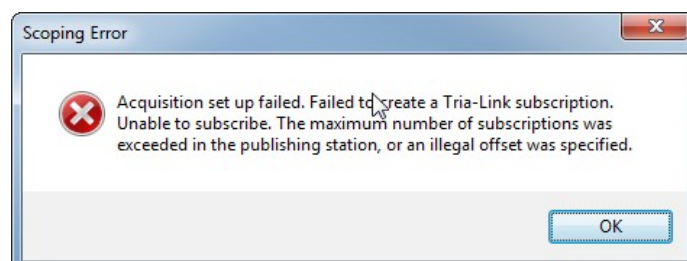 Scoping Error
Acquisition set up failed. Failed to create a Tria-Link subscription.
Unable to subscribe. The maximum number of subscriptions was
exceeded in the publishing station, or an illegal offset was specified.
OK